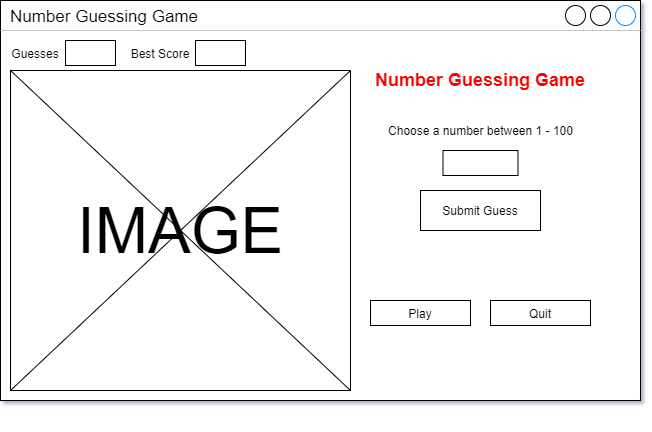 Number Guessing Game
Guesses
Best Score
Number Guessing Game
Choose a number between 1 - 100
IMAGE
Submit Guess
Play
Quit